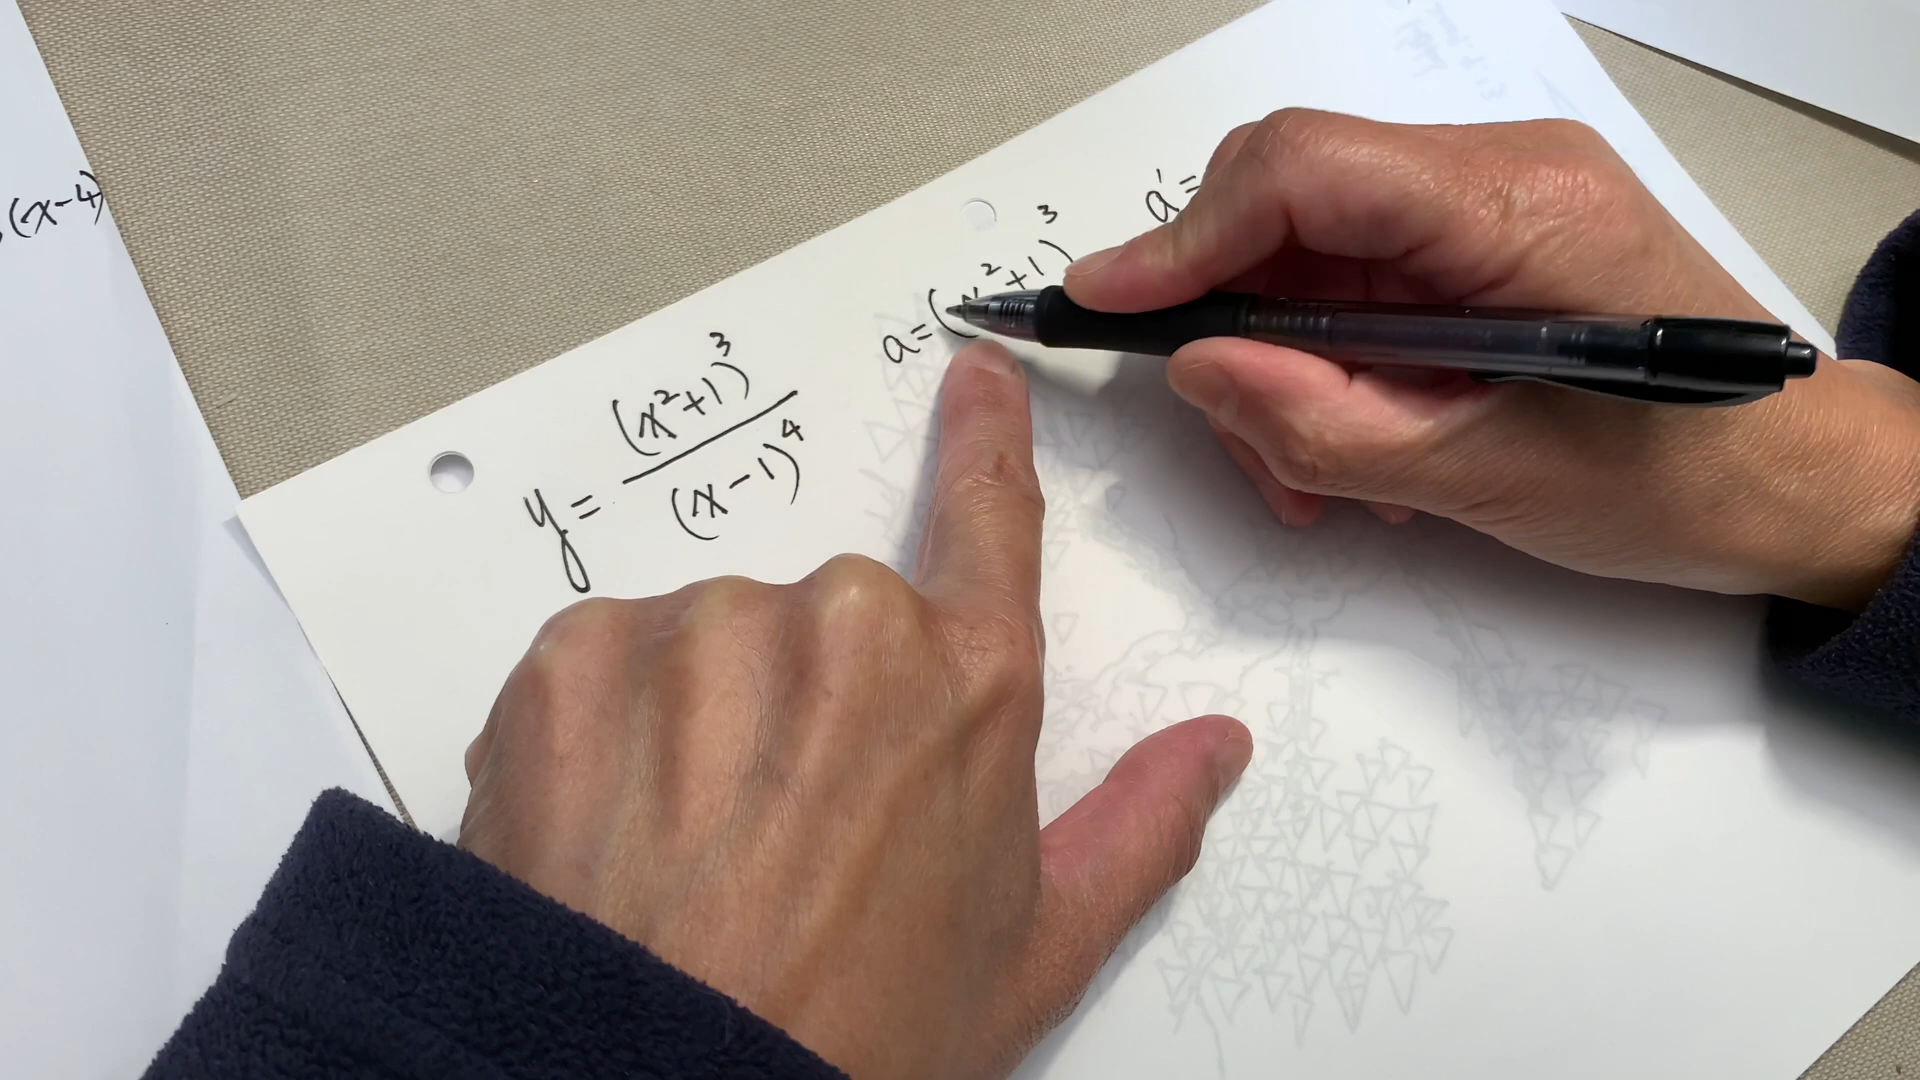 (x-4)
y = (x²+1)³ / (x-1)⁴
a = (x²+1)³
a' =